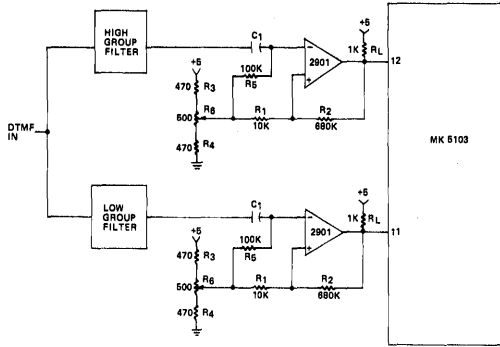 HIGH
GROUP
FILTER
C1
+5
1K RL
12
2901
−
+
+5
100K
R5
470 R3
R6
500
R1
10K
R2
680K
470 R4
DTMF
IN
MK 5103
LOW
GROUP
FILTER
C1
+5
1K RL
11
2901
−
+
+5
100K
R5
470 R3
R6
500
R1
10K
R2
680K
470 R4